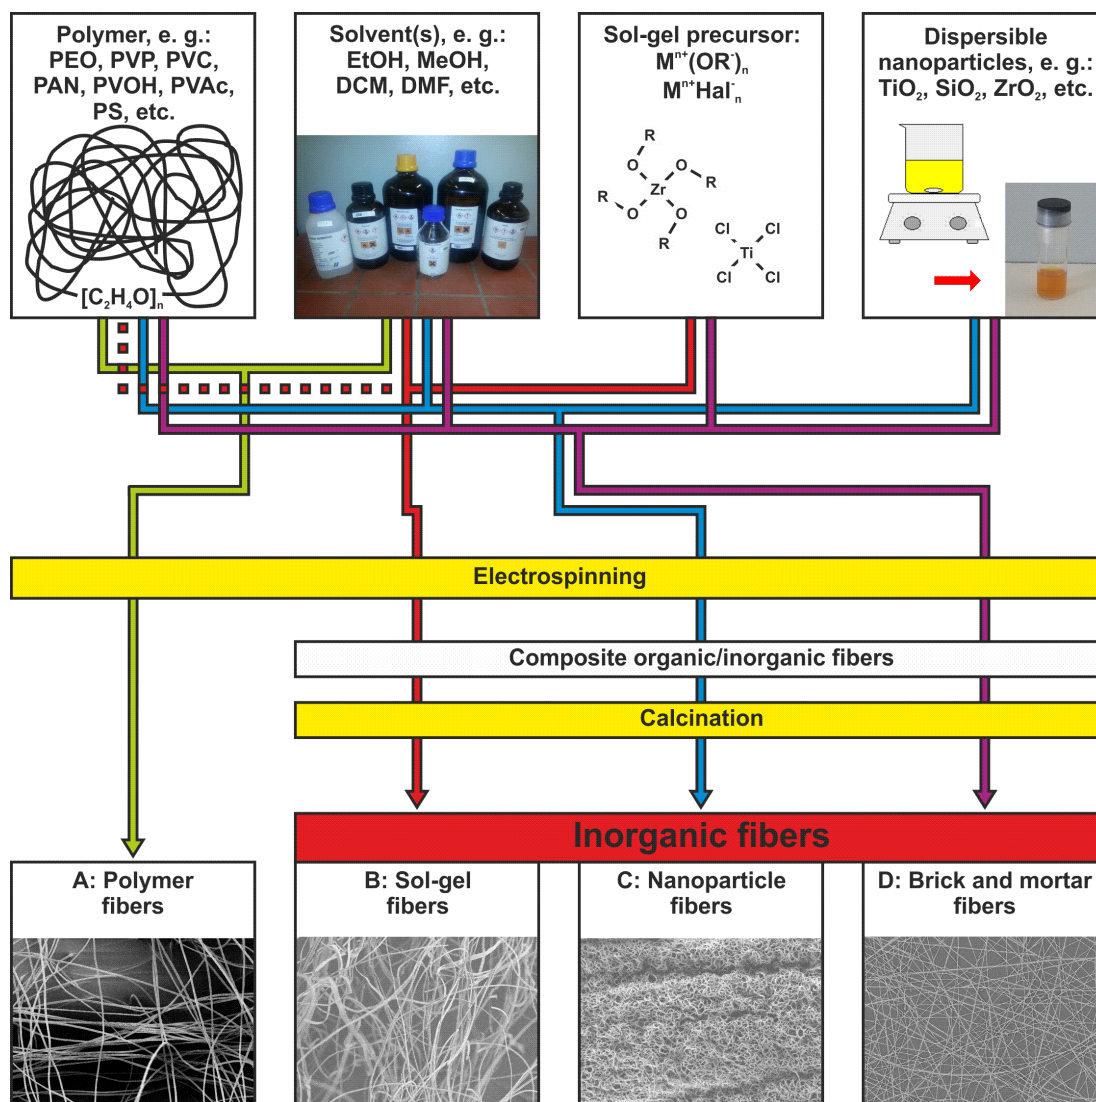 Polymer, e. g.:
PEO, PVP, PVC,
PAN, PVOH, PVAc,
PS, etc.
[C₂H₄O]ₙ
Solvent(s), e. g.:
EtOH, MeOH,
DCM, DMF, etc.
Sol-gel precursor:
Mⁿ⁺(OR⁻)ₙ
Mⁿ⁺Hal⁻ₙ
R
O
O
R
Zr
R
O
O
R
Cl
Cl
Ti
Cl
Cl
Dispersible
nanoparticles, e. g.:
TiO₂, SiO₂, ZrO₂, etc.
Electrospinning
Composite organic/inorganic fibers
Calcination
Inorganic fibers
A: Polymer
fibers
B: Sol-gel
fibers
C: Nanoparticle
fibers
D: Brick and mortar
fibers